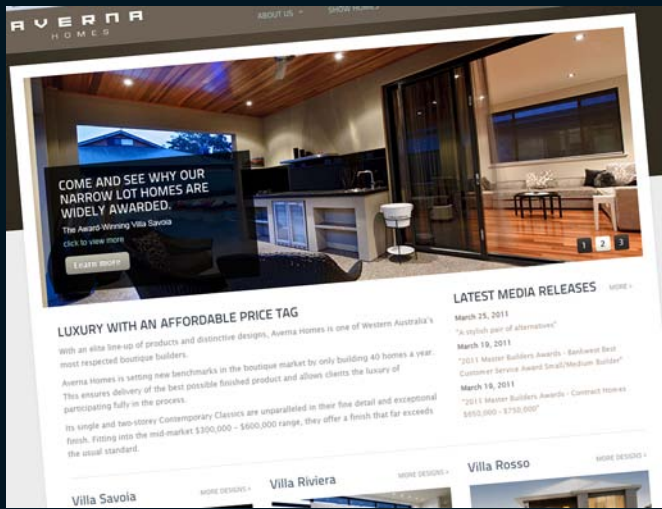 AVERNA
HOMES
ABOUT US
SHOW HOMES
COME AND SEE WHY OUR
NARROW LOT HOMES ARE
WIDELY AWARDED.
The Award-Winning Villa Savoia
click to view more
Learn more
1 2 3
LUXURY WITH AN AFFORDABLE PRICE TAG
With an elite line-up of products and distinctive designs, Averna Homes is one of Western Australia's
most respected boutique builders.
Averna Homes is setting new benchmarks in the boutique market by only building 40 homes a year.
This ensures delivery of the best possible finished product and allows clients the luxury of
participating fully in the process.
Its single and two-storey Contemporary Classics are unparalleled in their fine detail and exceptional
finish. Fitting into the mid-market $300,000 - $600,000 range, they offer a finish that far exceeds
the usual standard.
LATEST MEDIA RELEASES MORE »
March 25, 2011
"A stylish pair of alternatives"
March 19, 2011
"2011 Master Builders Awards - Bankwest Best
Customer Service Award Small/Medium Builder"
March 19, 2011
"2011 Master Builders Awards - Contract Homes
$650,000 - $750,000"
Villa Savoia MORE DESIGNS »
Villa Riviera MORE DESIGNS »
Villa Rosso MORE DESIGNS »